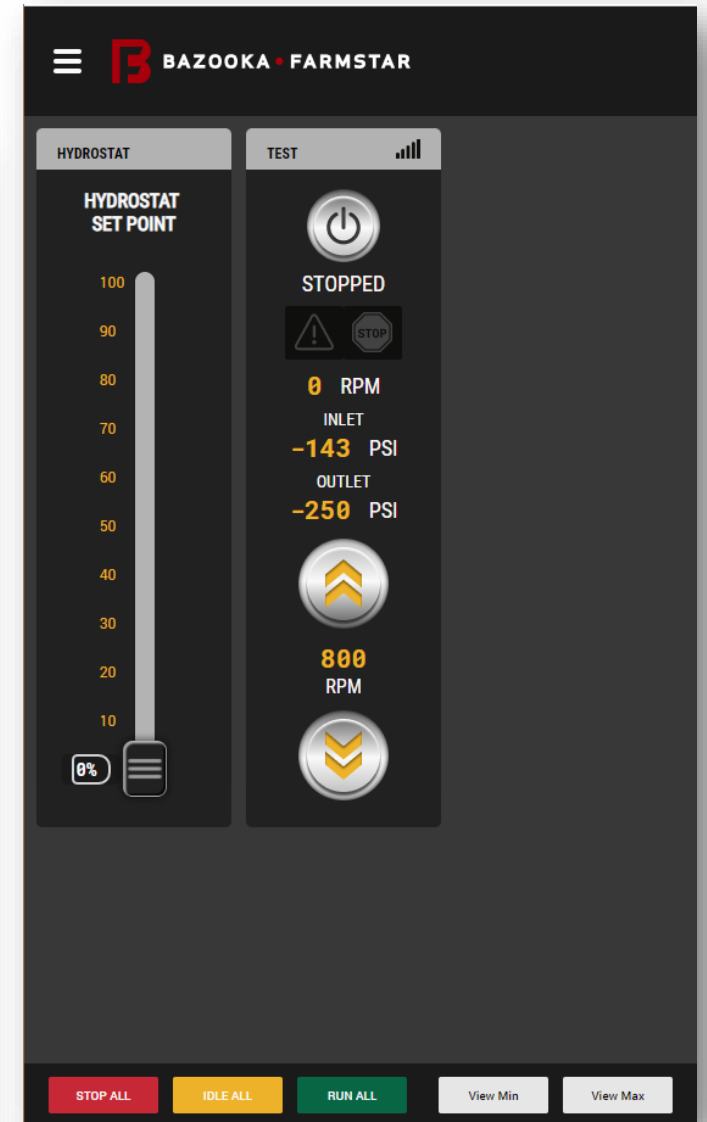 BAZOOKA • FARMSTAR
HYDROSTAT
HYDROSTAT
SET POINT
100
90
80
70
60
50
40
30
20
10
0%
TEST
STOPPED
STOP
0 RPM
INLET
-143 PSI
OUTLET
-250 PSI
800
RPM
STOP ALL IDLE ALL RUN ALL View Min View Max